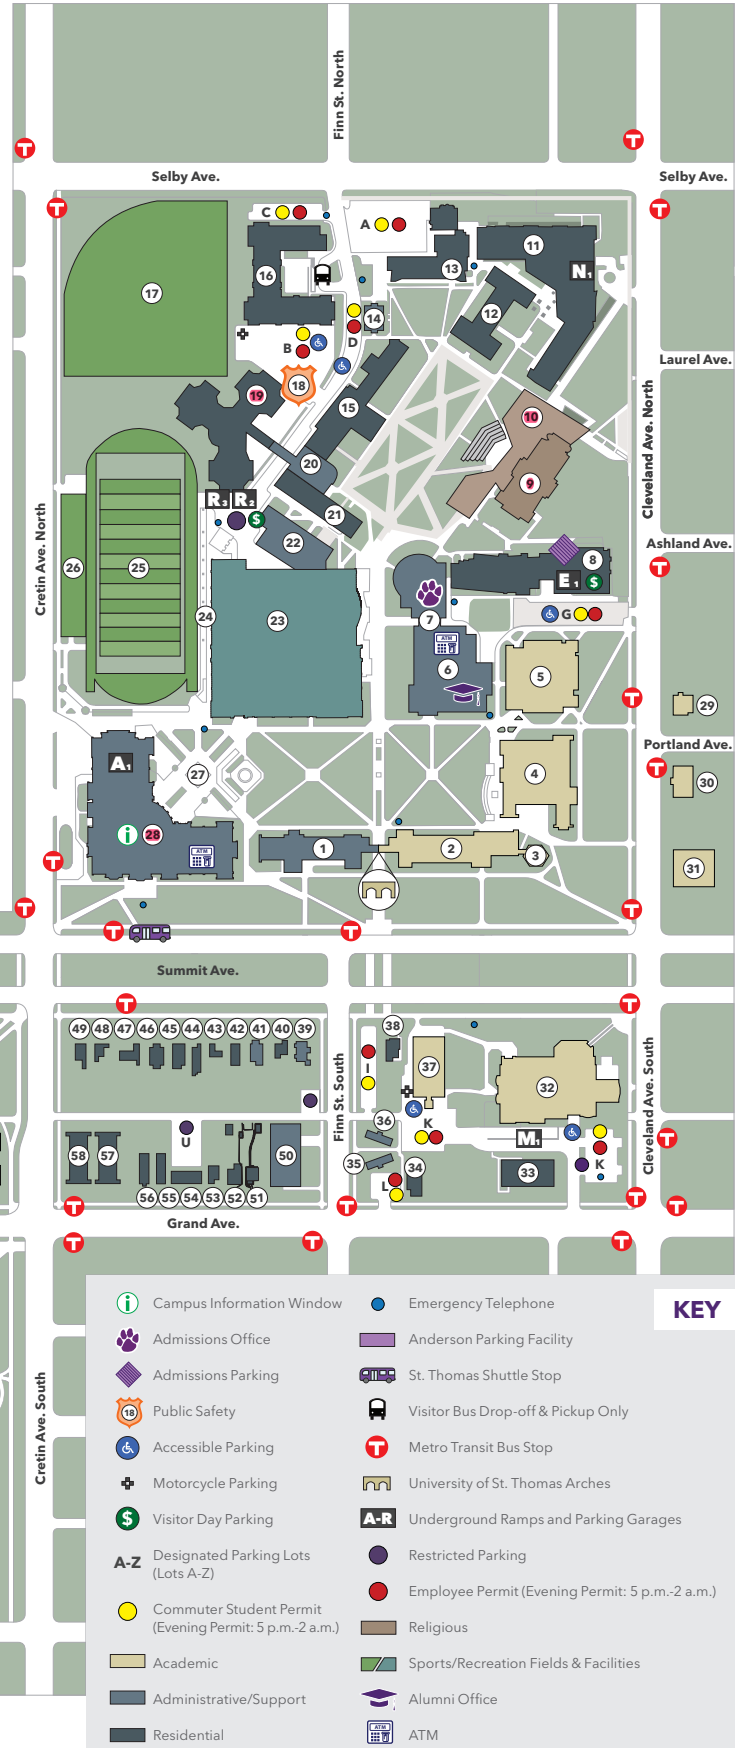 Finn St. North
Selby Ave.
Selby Ave.
C
A
11
13
N1
16
17
12
14
D
B
18
19
15
10
20
9
R3 R2
21
22
Laurel Ave.
Cleveland Ave. North
Cretin Ave. North
Ashland Ave.
8
E1 $
$
26
25
24
23
7
G
ATM
6
5
29
Portland Ave.
A1
27
4
30
i 28
ATM
1
2
3
31
Summit Ave.
49 48 47 46 45 44 43 42 41 40 39
38
37
I
32
Finn St. South
Cleveland Ave. South
K
36
U
M1
K
58 57
50
35
34
33
L
56 55 54 53 52 51
Grand Ave.
Cretin Ave. South
KEY
i Campus Information Window
Admissions Office
Admissions Parking
18 Public Safety
Accessible Parking
Motorcycle Parking
$ Visitor Day Parking
A-Z Designated Parking Lots
(Lots A-Z)
Commuter Student Permit
(Evening Permit: 5 p.m.-2 a.m.)
Academic
Administrative/Support
Residential
Emergency Telephone
Anderson Parking Facility
St. Thomas Shuttle Stop
Visitor Bus Drop-off & Pickup Only
T Metro Transit Bus Stop
University of St. Thomas Arches
A-R Underground Ramps and Parking Garages
Restricted Parking
Employee Permit (Evening Permit: 5 p.m.-2 a.m.)
Religious
Sports/Recreation Fields & Facilities
Alumni Office
ATM ATM